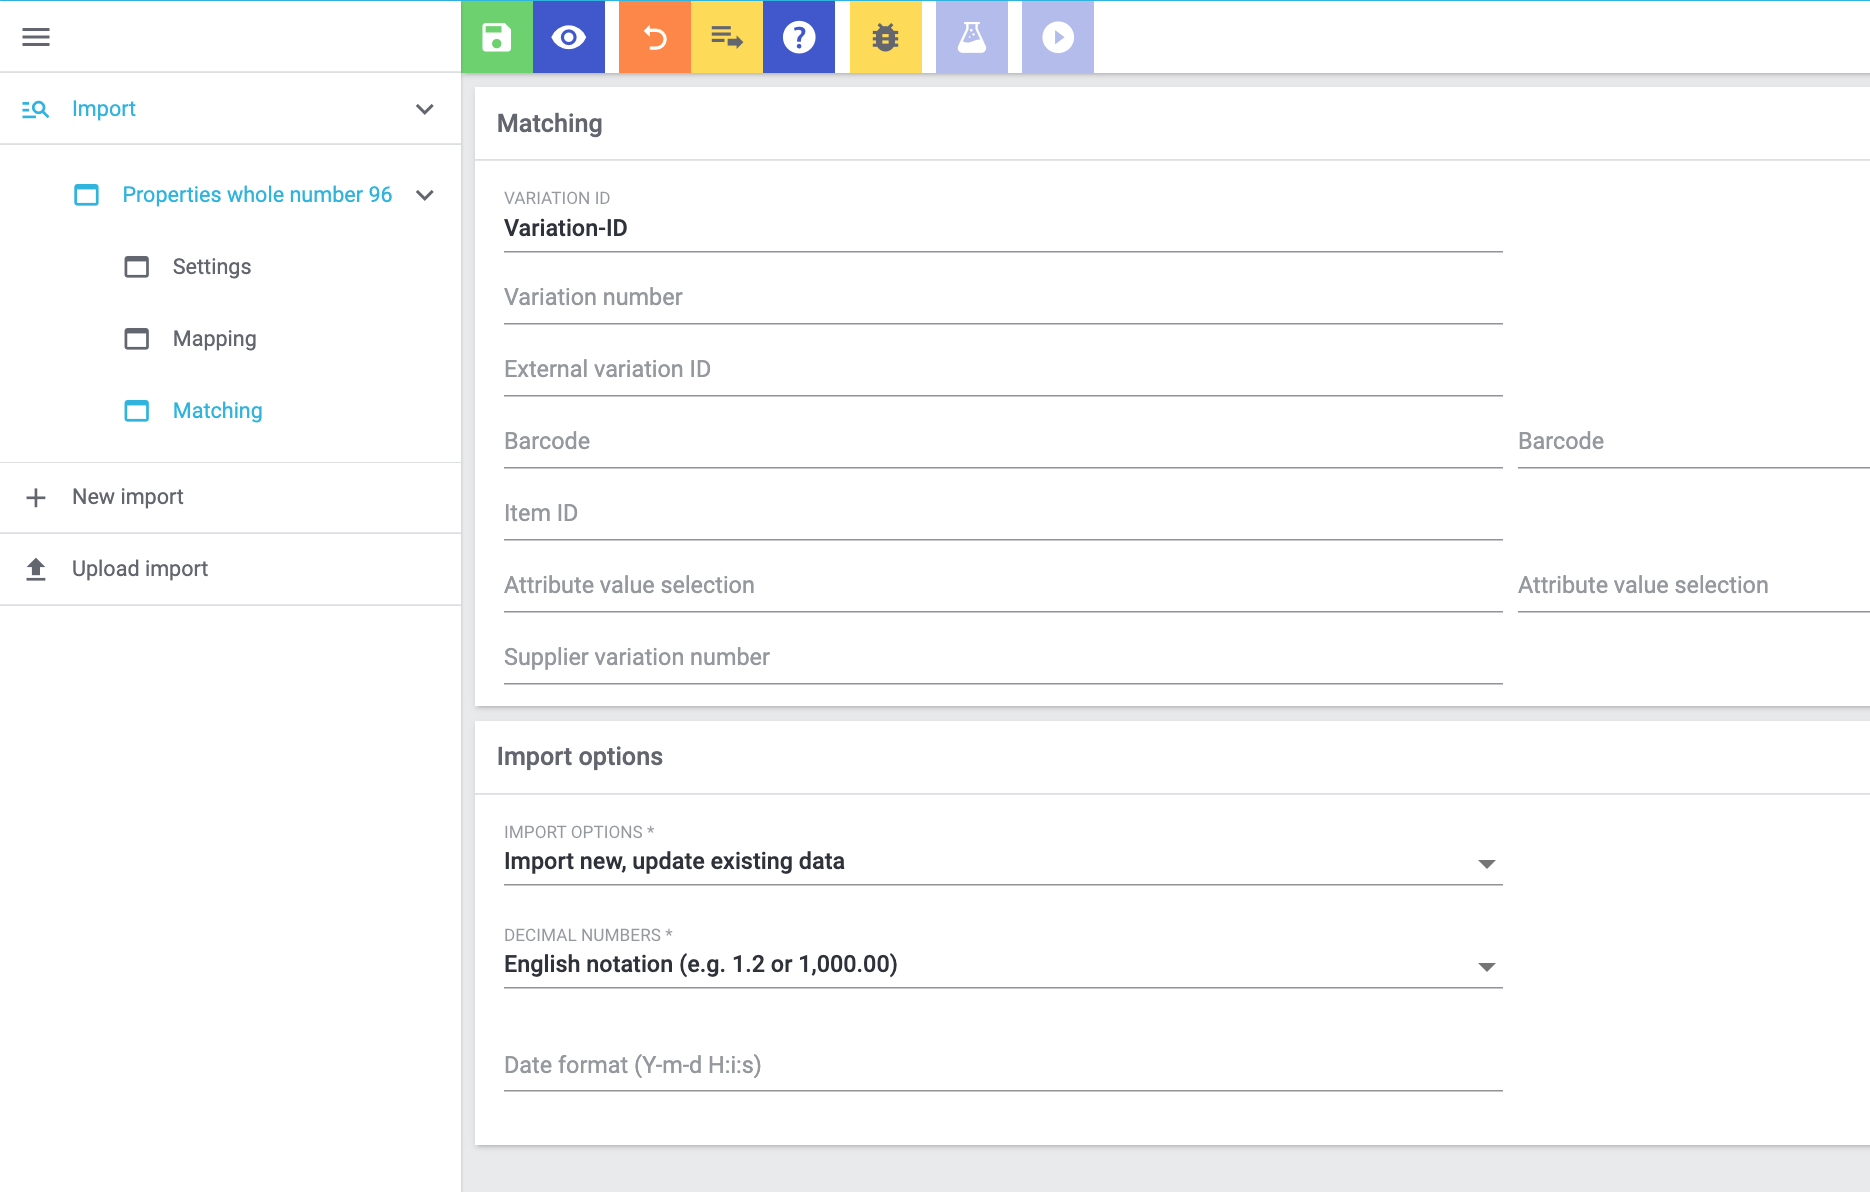 Import
Properties whole number 96
Settings
Mapping
Matching
New import
Upload import
Matching
VARIATION ID
Variation-ID
Variation number
External variation ID
Barcode
Barcode
Item ID
Attribute value selection
Attribute value selection
Supplier variation number
Import options
IMPORT OPTIONS *
Import new, update existing data
DECIMAL NUMBERS *
English notation (e.g. 1.2 or 1,000.00)
Date format (Y-m-d H:i:s)